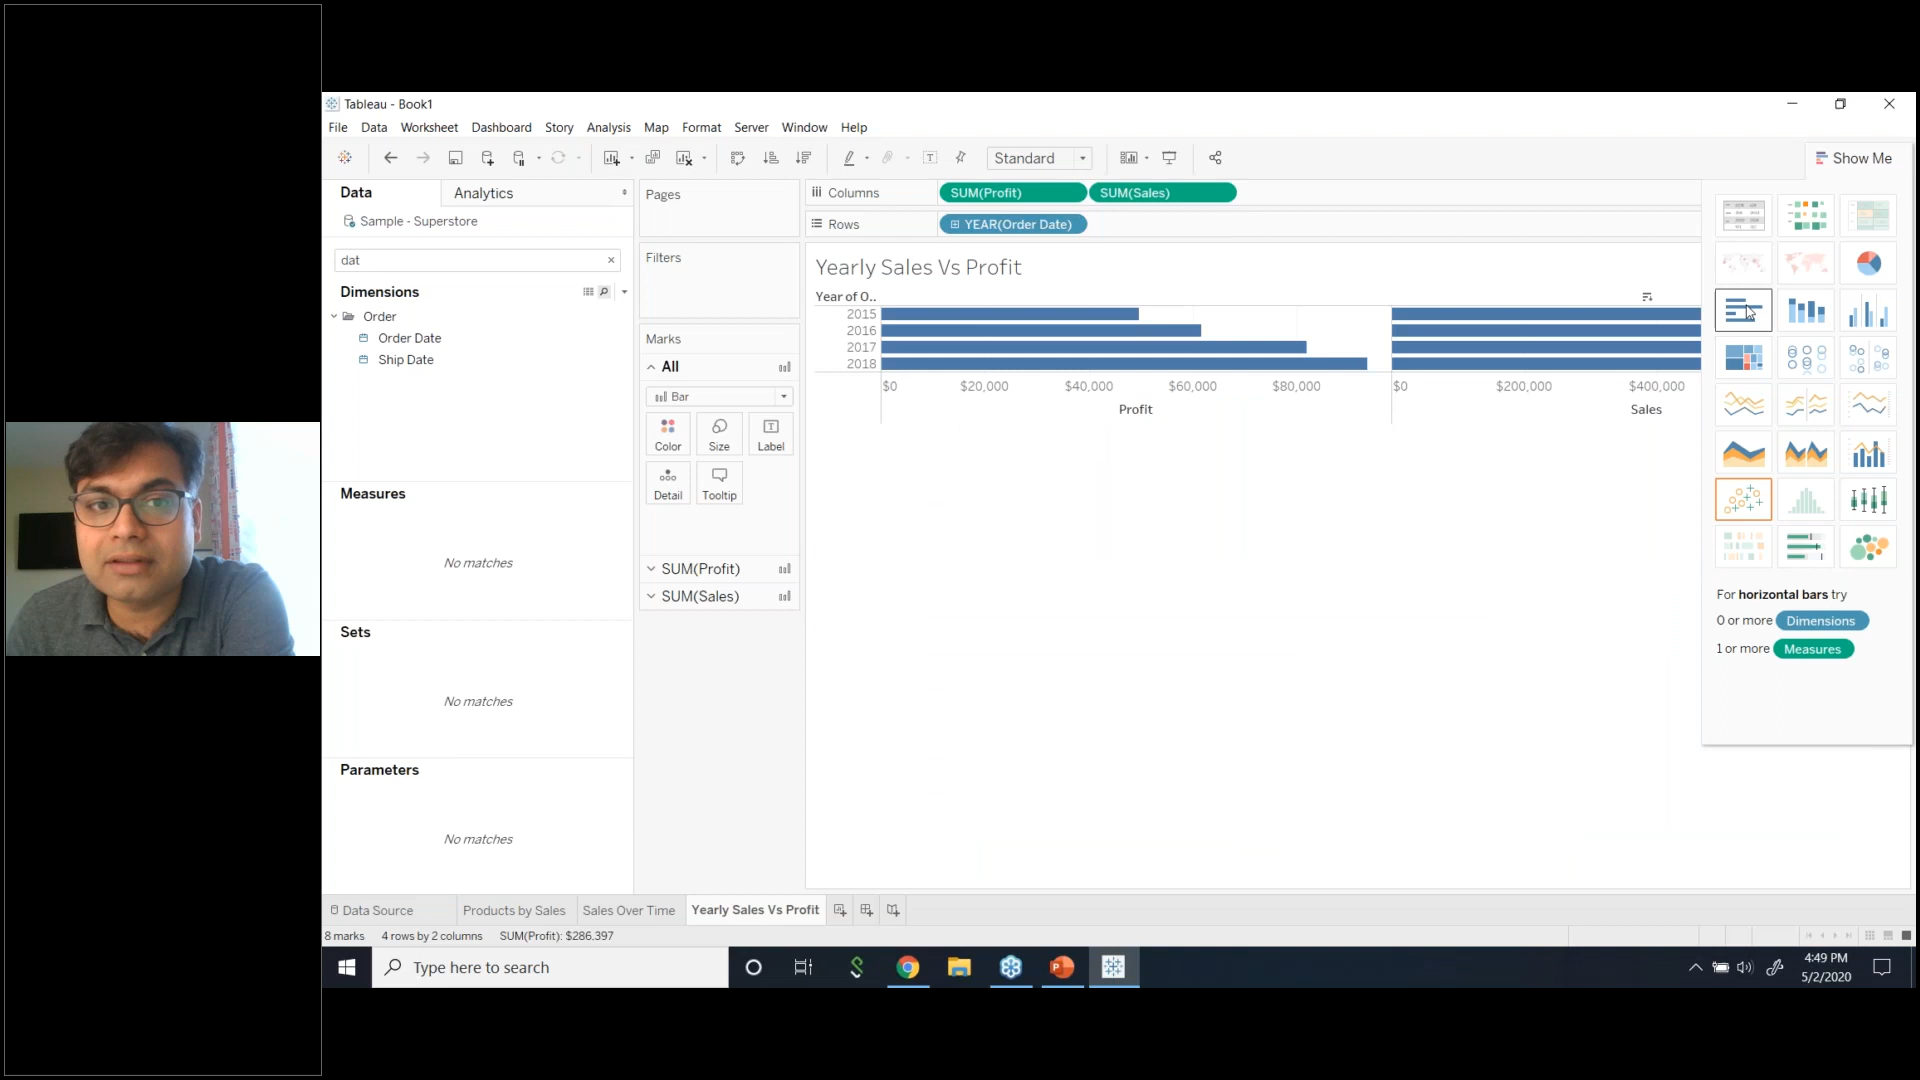 Tableau - Book1
File Data Worksheet Dashboard Story Analysis Map Format Server Window Help
Standard
Show Me
Data
Analytics
Sample - Superstore
dat
Dimensions
Order
Order Date
Ship Date
Measures
No matches
Sets
No matches
Parameters
No matches
Pages
Filters
Marks
All
Bar
Color Size Label
Detail Tooltip
SUM(Profit)
SUM(Sales)
Columns SUM(Profit) SUM(Sales)
Rows YEAR(Order Date)
Yearly Sales Vs Profit
Year of O..
2015
2016
2017
2018
$0 $20,000 $40,000 $60,000 $80,000 $0 $200,000 $400,000
Profit Sales
For horizontal bars try
0 or more Dimensions
1 or more Measures
Data Source Products by Sales Sales Over Time Yearly Sales Vs Profit
8 marks 4 rows by 2 columns SUM(Profit): $286,397
Type here to search
4:49 PM
5/2/2020